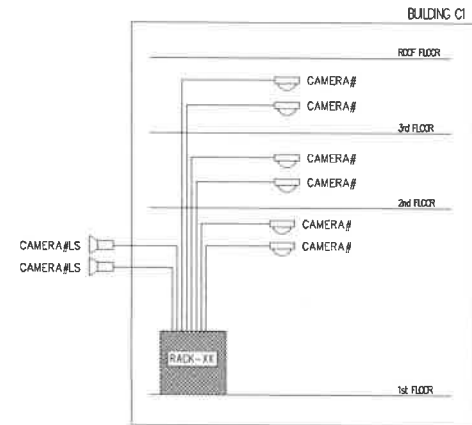 BUILDING C1
ROOF FLOOR
CAMERA#
CAMERA#
3rd FLOOR
CAMERA#
CAMERA#
2nd FLOOR
CAMERA#
CAMERA#
CAMERA#LS
CAMERA#LS
RACK-XX
1st FLOOR